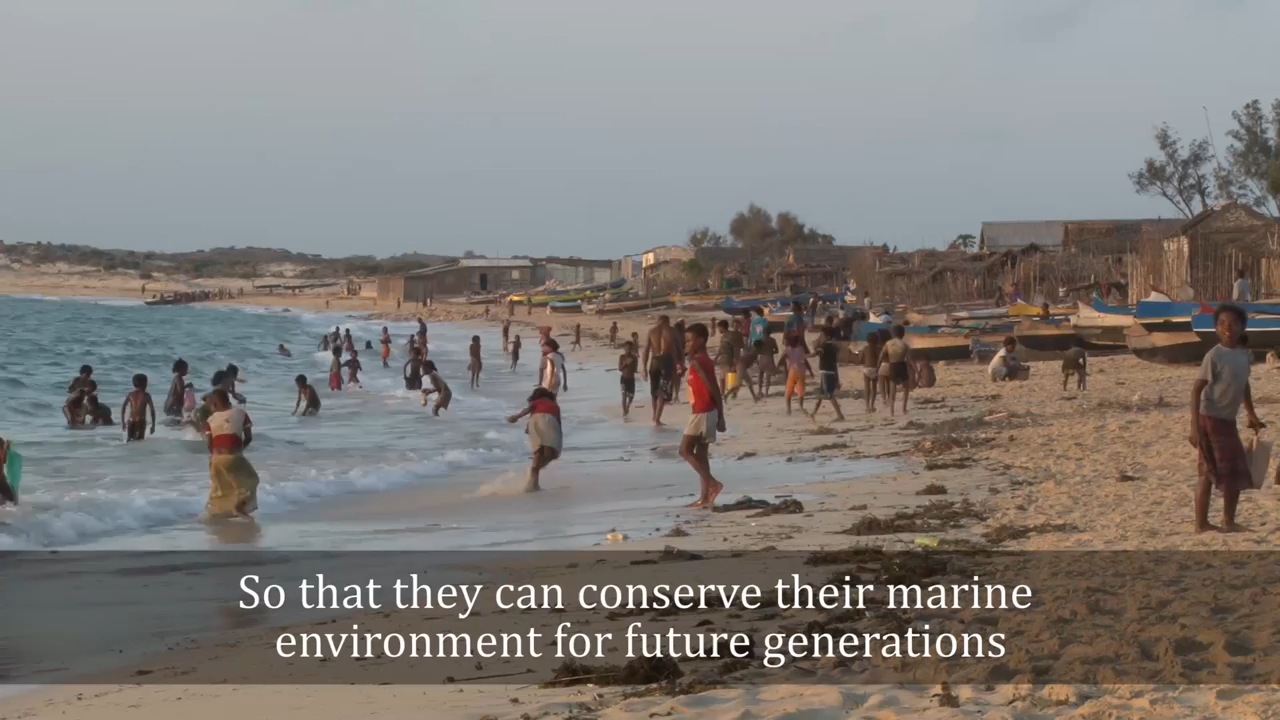 So that they can conserve their marine
environment for future generations